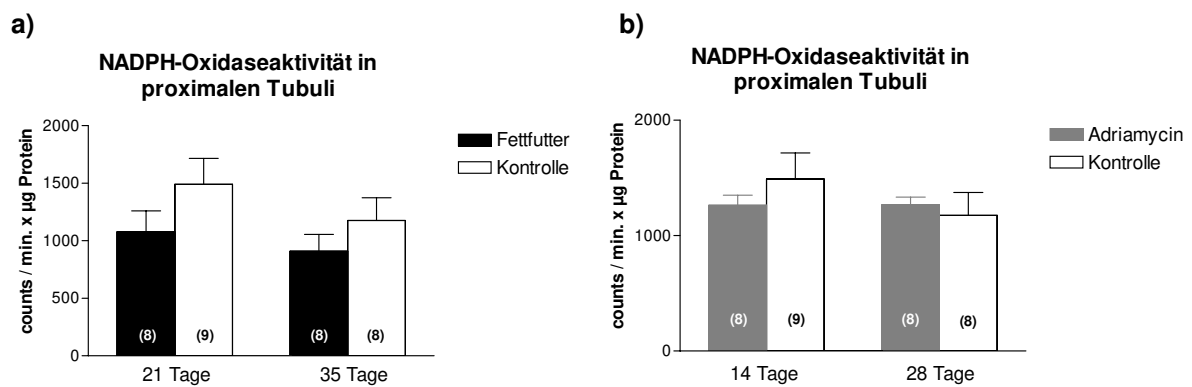 a)
NADPH-Oxidaseaktivität in
proximalen Tubuli
counts / min. x µg Protein
2000
1500
1000
500
0
(8)
(9)
(8)
(8)
21 Tage
35 Tage
Fettfutter
Kontrolle
b)
NADPH-Oxidaseaktivität in
proximalen Tubuli
counts / min. x µg Protein
2000
1000
0
(8)
(9)
(8)
(8)
14 Tage
28 Tage
Adriamycin
Kontrolle